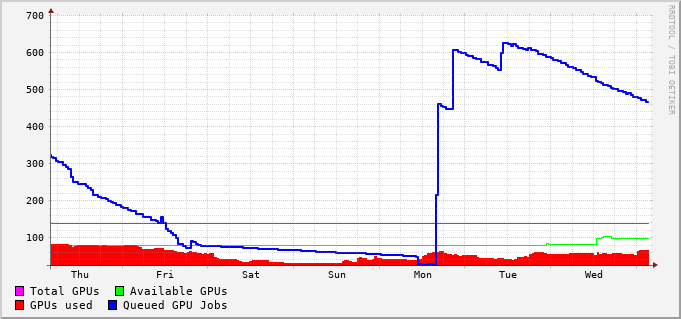 700
600
500
400
300
200
100
Thu Fri Sat Sun Mon Tue Wed
Total GPUs Available GPUs
GPUs used Queued GPU Jobs
RRDTOOL / TOBI OETIKER